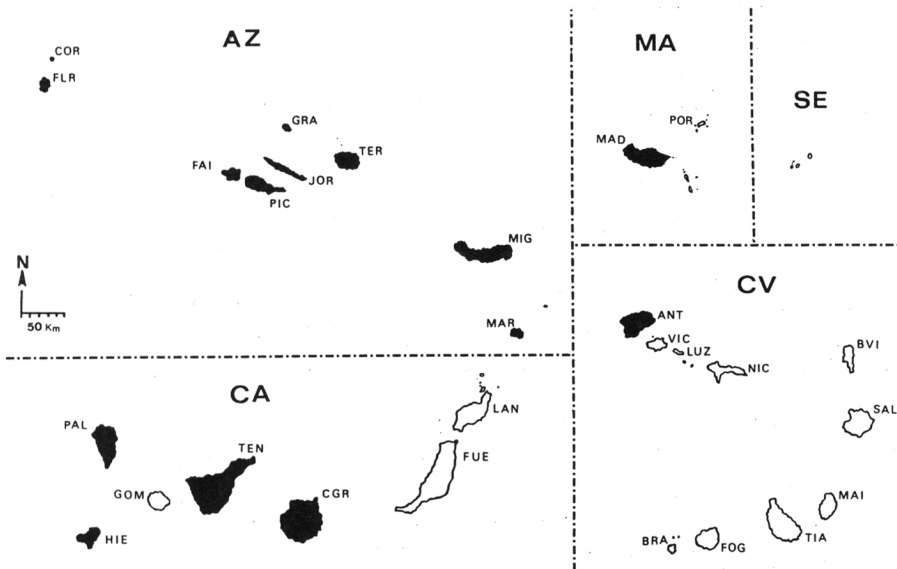 AZ
COR
FLR
GRA
TER
FAI
JOR
PIC
MIG
N
50 Km
MAR
MA
POR
MAD
SE
CA
PAL
TEN
LAN
FUE
GOM
CGR
HIE
CV
ANT
VIC
LUZ
NIC
BVI
SAL
MAI
TIA
BRA
FOG